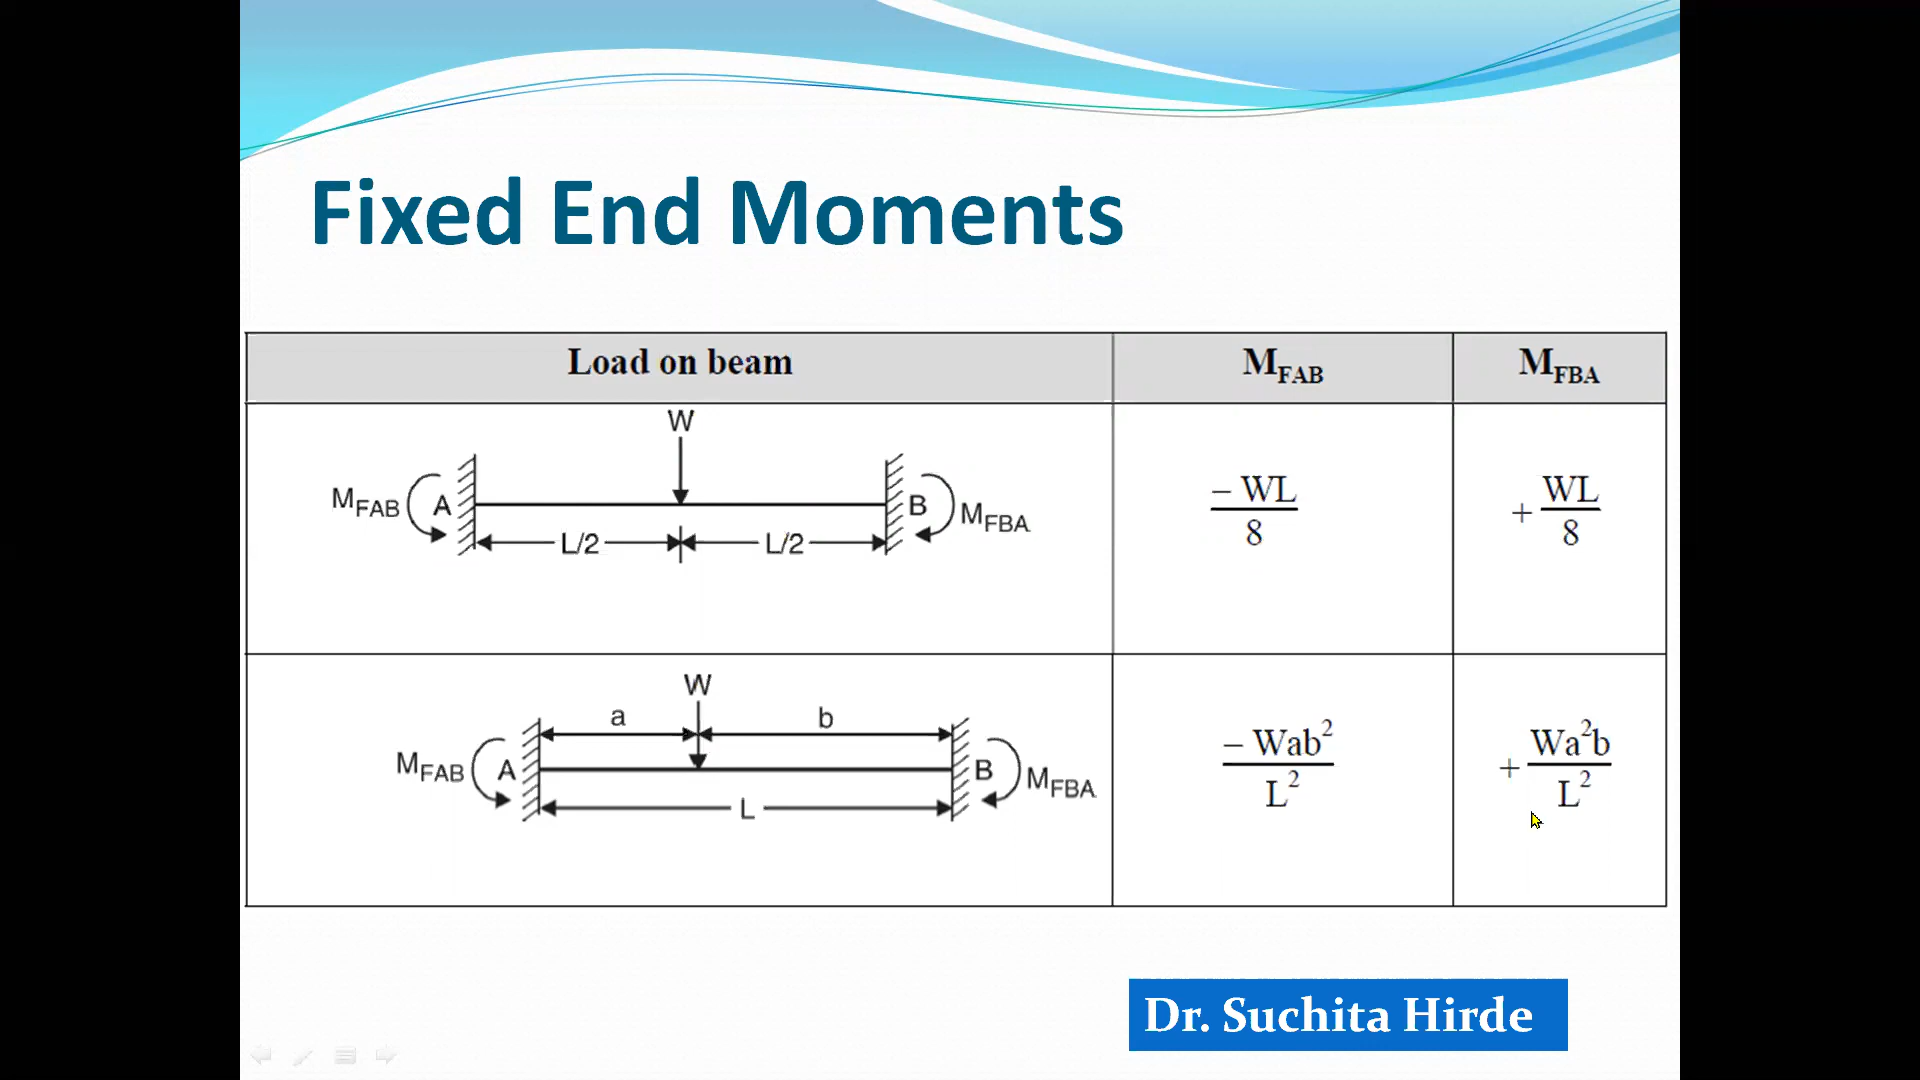 Fixed End Moments
Load on beam M_FAB M_FBA
W
M_FAB A B M_FBA
L/2 L/2
− WL/8 + WL/8
W
a b
M_FAB A B M_FBA
L
− Wab²/L² + Wa²b/L²
Dr. Suchita Hirde